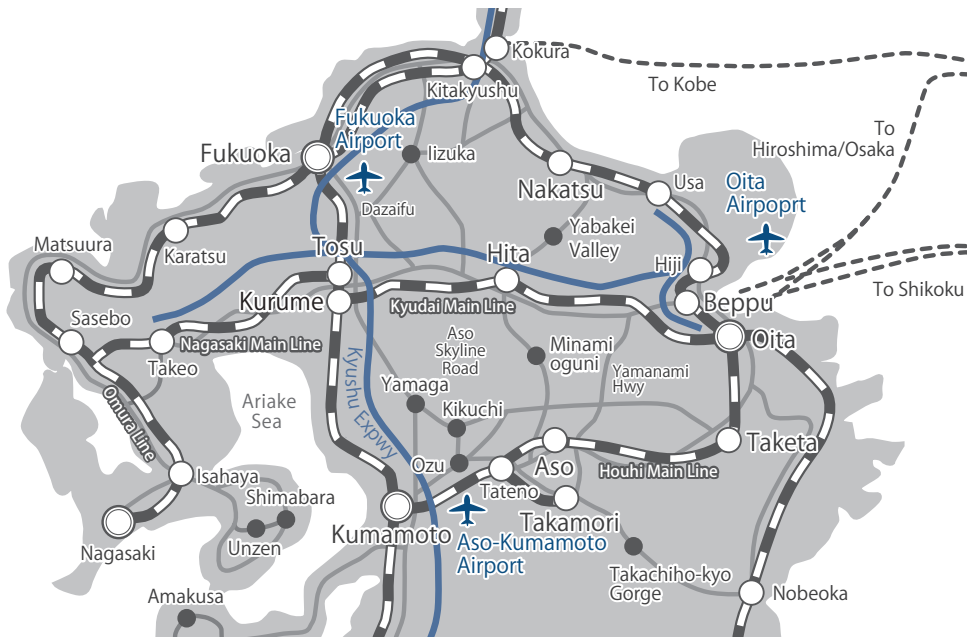 Kokura
To Kobe
Kitakyushu
Fukuoka
Airport
To
Hiroshima/Osaka
Fukuoka
Iizuka
Nakatsu
Usa
Oita
Airpoprt
Dazaifu
Yabakei
Valley
Matsuura
Karatsu
Tosu
Hita
Hiji
To Shikoku
Kurume
Kyudai Main Line
Beppu
Sasebo
Nagasaki Main Line
Takeo
Oita
Aso
Skyline
Road
Minami
oguni
Yamanami
Hwy
Kyushu Expwy
Omura Line
Ariake
Sea
Yamaga
Kikuchi
Ozu
Aso
Taketa
Houhi Main Line
Isahaya
Shimabara
Tateno
Takamori
Kumamoto
Nagasaki
Unzen
Aso-Kumamoto
Airport
Takachiho-kyo
Gorge
Nobeoka
Amakusa